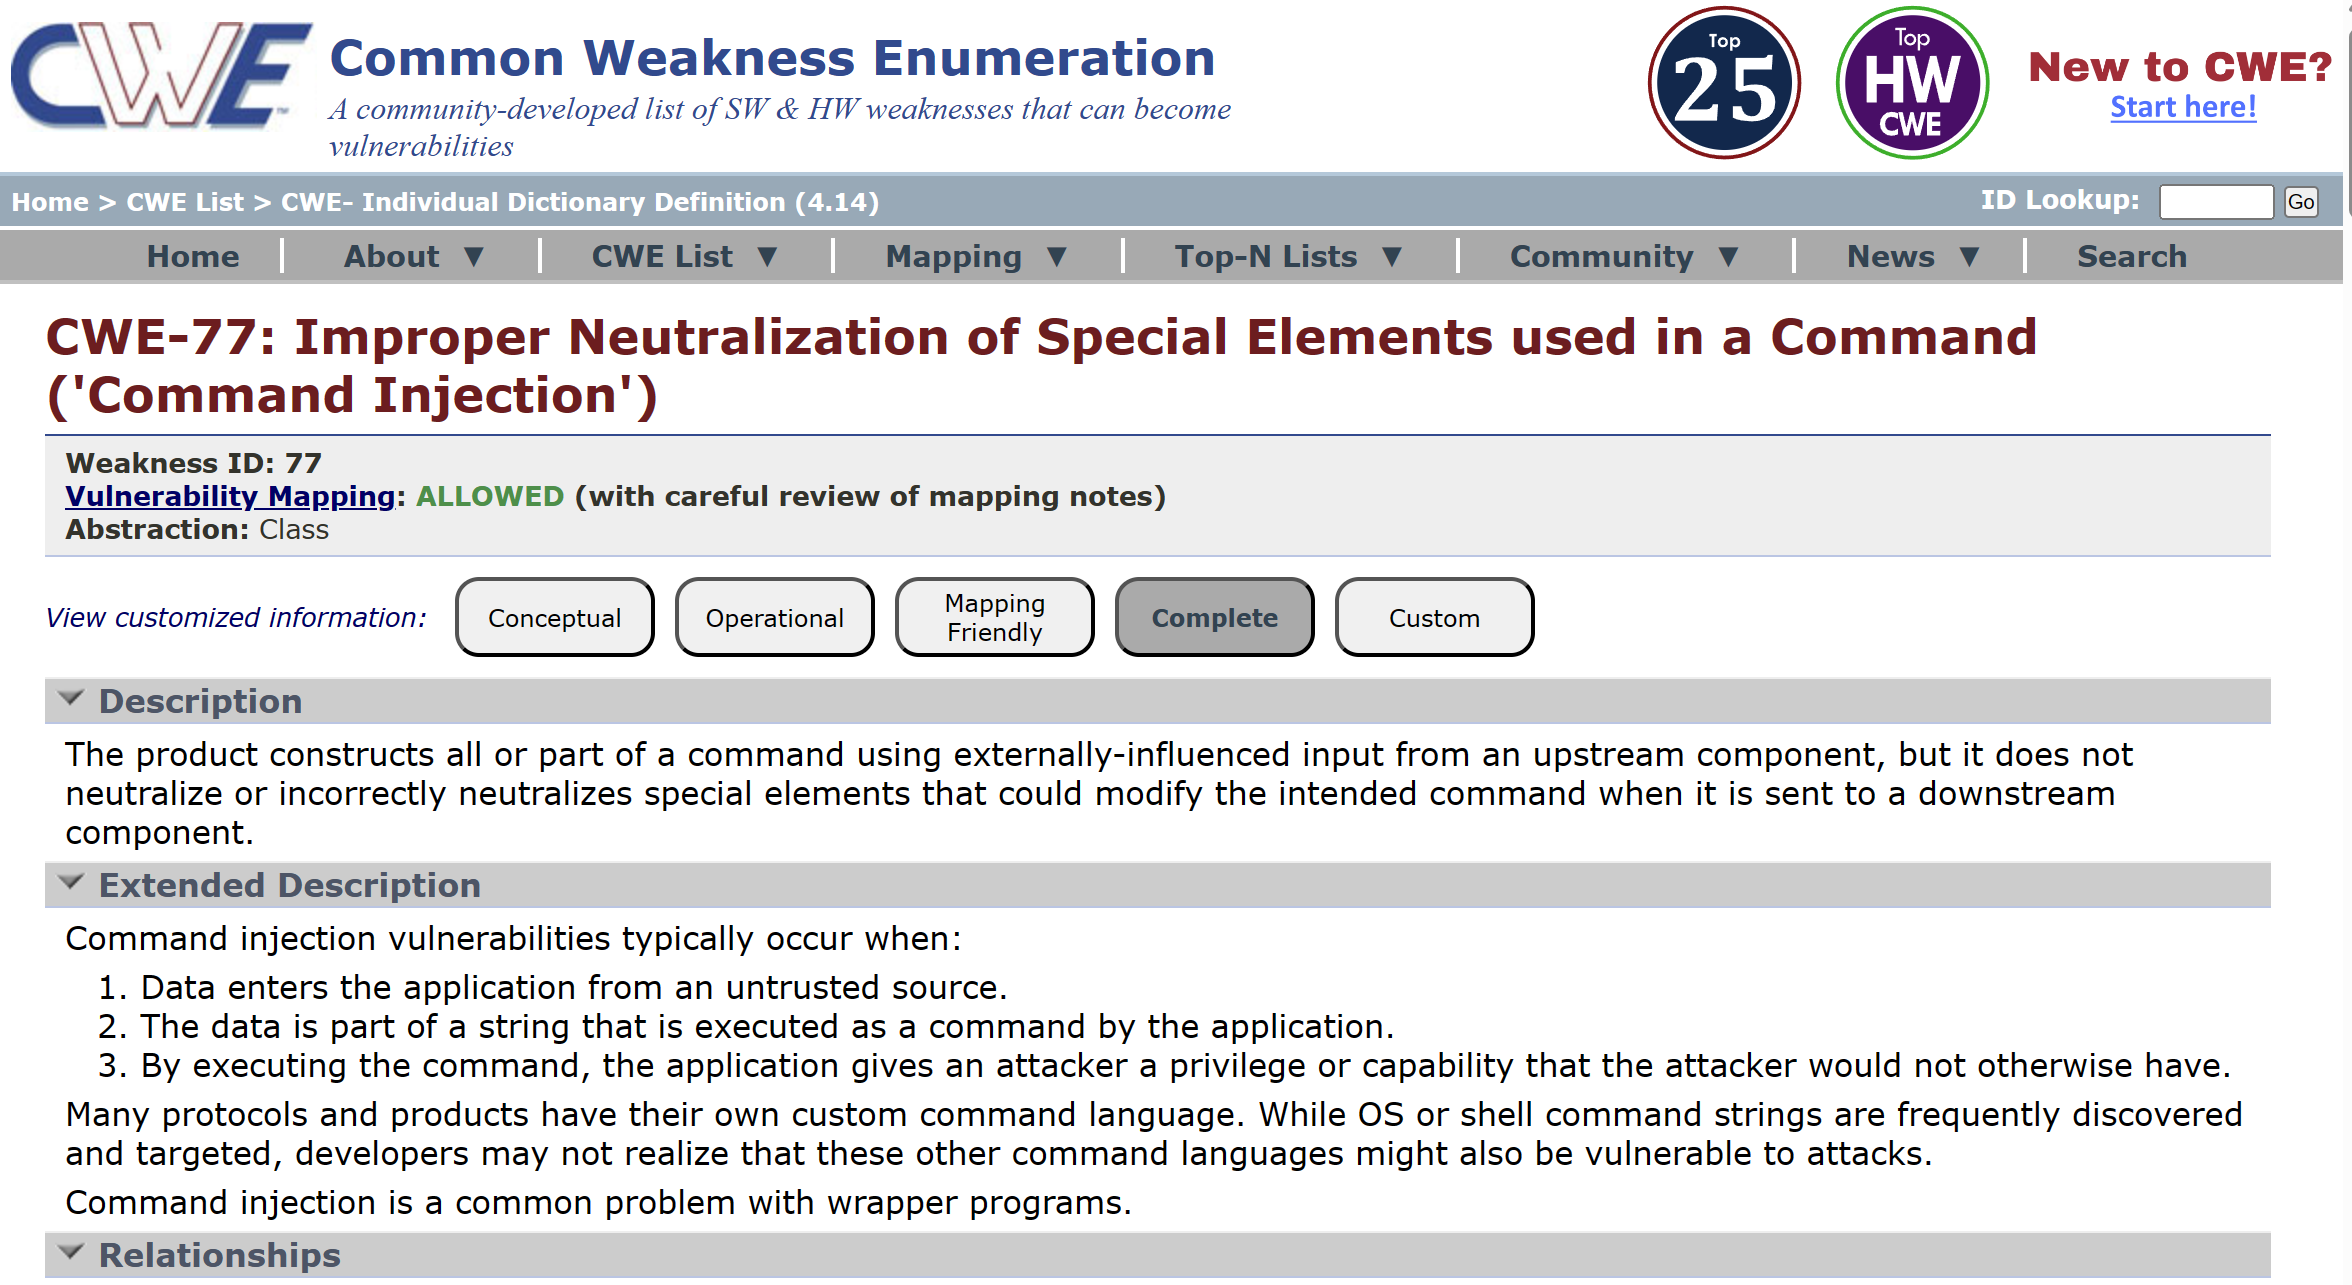 CWE™
Common Weakness Enumeration
A community-developed list of SW & HW weaknesses that can become
vulnerabilities
Top
25
Top
HW
CWE
New to CWE?
Start here!
Home > CWE List > CWE- Individual Dictionary Definition (4.14)
ID Lookup: Go
Home About ▼ CWE List ▼ Mapping ▼ Top-N Lists ▼ Community ▼ News ▼ Search
CWE-77: Improper Neutralization of Special Elements used in a Command
('Command Injection')
Weakness ID: 77
Vulnerability Mapping: ALLOWED (with careful review of mapping notes)
Abstraction: Class
View customized information:
Conceptual
Operational
Mapping
Friendly
Complete
Custom
Description
The product constructs all or part of a command using externally-influenced input from an upstream component, but it does not
neutralize or incorrectly neutralizes special elements that could modify the intended command when it is sent to a downstream
component.
Extended Description
Command injection vulnerabilities typically occur when:
1. Data enters the application from an untrusted source.
2. The data is part of a string that is executed as a command by the application.
3. By executing the command, the application gives an attacker a privilege or capability that the attacker would not otherwise have.
Many protocols and products have their own custom command language. While OS or shell command strings are frequently discovered
and targeted, developers may not realize that these other command languages might also be vulnerable to attacks.
Command injection is a common problem with wrapper programs.
Relationships